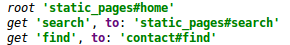 root 'static_pages#home'
get 'search', to: 'static_pages#search'
get 'find', to: 'contact#find'